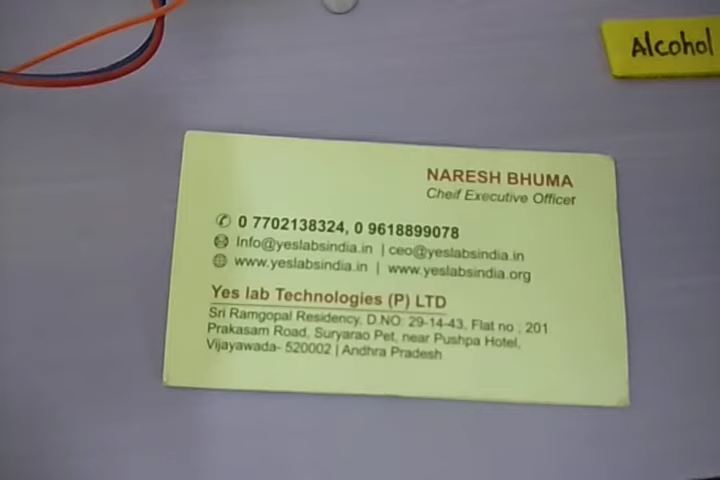 Alcohol
NARESH BHUMA
Cheif Executive Officer
0 7702138324, 0 9618899078
Info@yeslabsindia.in | ceo@yeslabsindia.in
www.yeslabsindia.in | www.yeslabsindia.org
Yes lab Technologies (P) LTD
Sri Ramgopal Residency, D.NO: 29-14-43, Flat no : 201
Prakasam Road, Suryarao Pet, near Pushpa Hotel,
Vijayawada- 520002 | Andhra Pradesh